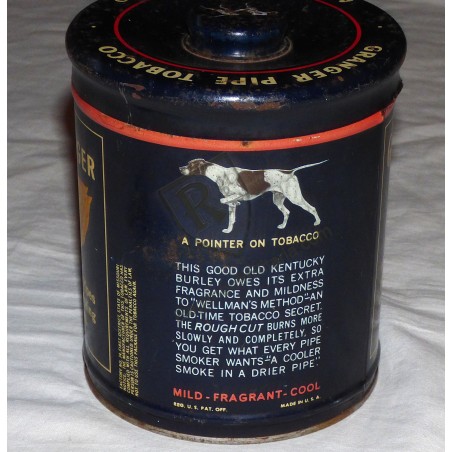 GRANGER PIPE TOBACCO
R
A POINTER ON TOBACCO
THIS GOOD OLD KENTUCKY
BURLEY OWES ITS EXTRA
FRAGRANCE AND MILDNESS
TO "WELLMAN'S METHOD"-AN
OLD-TIME TOBACCO SECRET.
THE ROUGH CUT BURNS MORE
SLOWLY AND COMPLETELY, SO
YOU GET WHAT EVERY PIPE
SMOKER WANTS-"A COOLER
SMOKE IN A DRIER PIPE".
MILD-FRAGRANT-COOL
REG. U.S. PAT. OFF. MADE IN U.S.A.